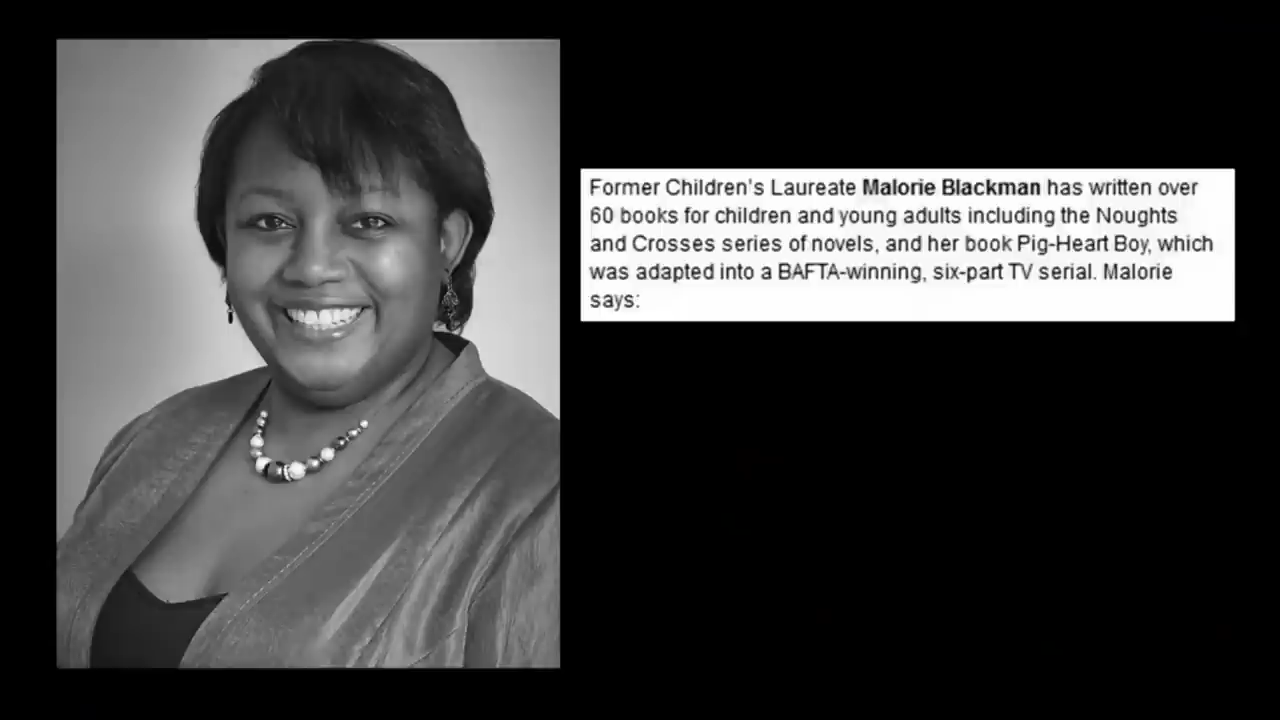 Former Children's Laureate Malorie Blackman has written over
60 books for children and young adults including the Noughts
and Crosses series of novels, and her book Pig-Heart Boy, which
was adapted into a BAFTA-winning, six-part TV serial. Malorie
says: